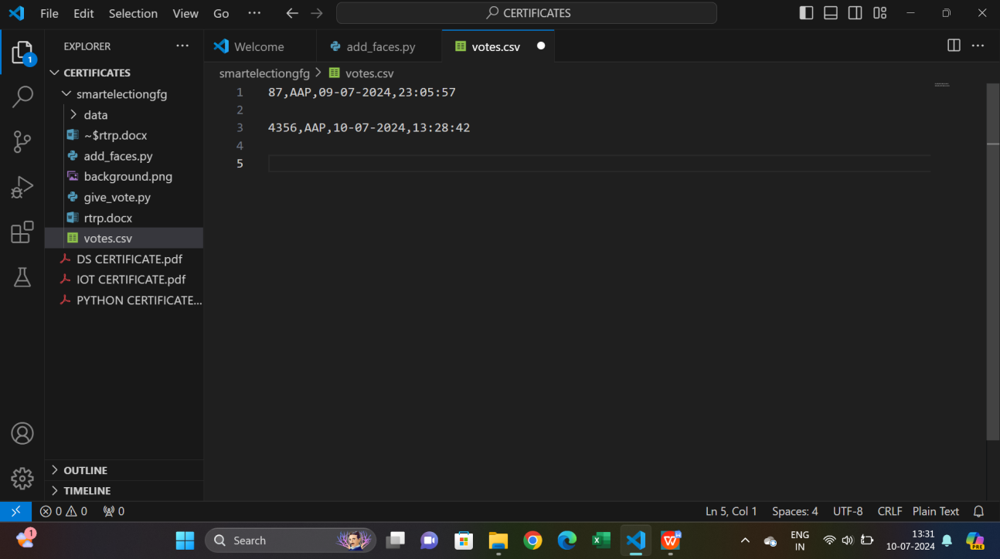 File Edit Selection View Go ··· CERTIFICATES
EXPLORER ···
Welcome add_faces.py votes.csv
CERTIFICATES
smartelectiongfg
data
~$rtrp.docx
add_faces.py
background.png
give_vote.py
rtrp.docx
votes.csv
DS CERTIFICATE.pdf
IOT CERTIFICATE.pdf
PYTHON CERTIFICATE...
OUTLINE
TIMELINE
1
smartelectiongfg > votes.csv
1 87,AAP,09-07-2024,23:05:57
2
3 4356,AAP,10-07-2024,13:28:42
4
5
0 0 0 Ln 5, Col 1 Spaces: 4 UTF-8 CRLF Plain Text
1 Search W ENG 13:31
IN 10-07-2024 PRE